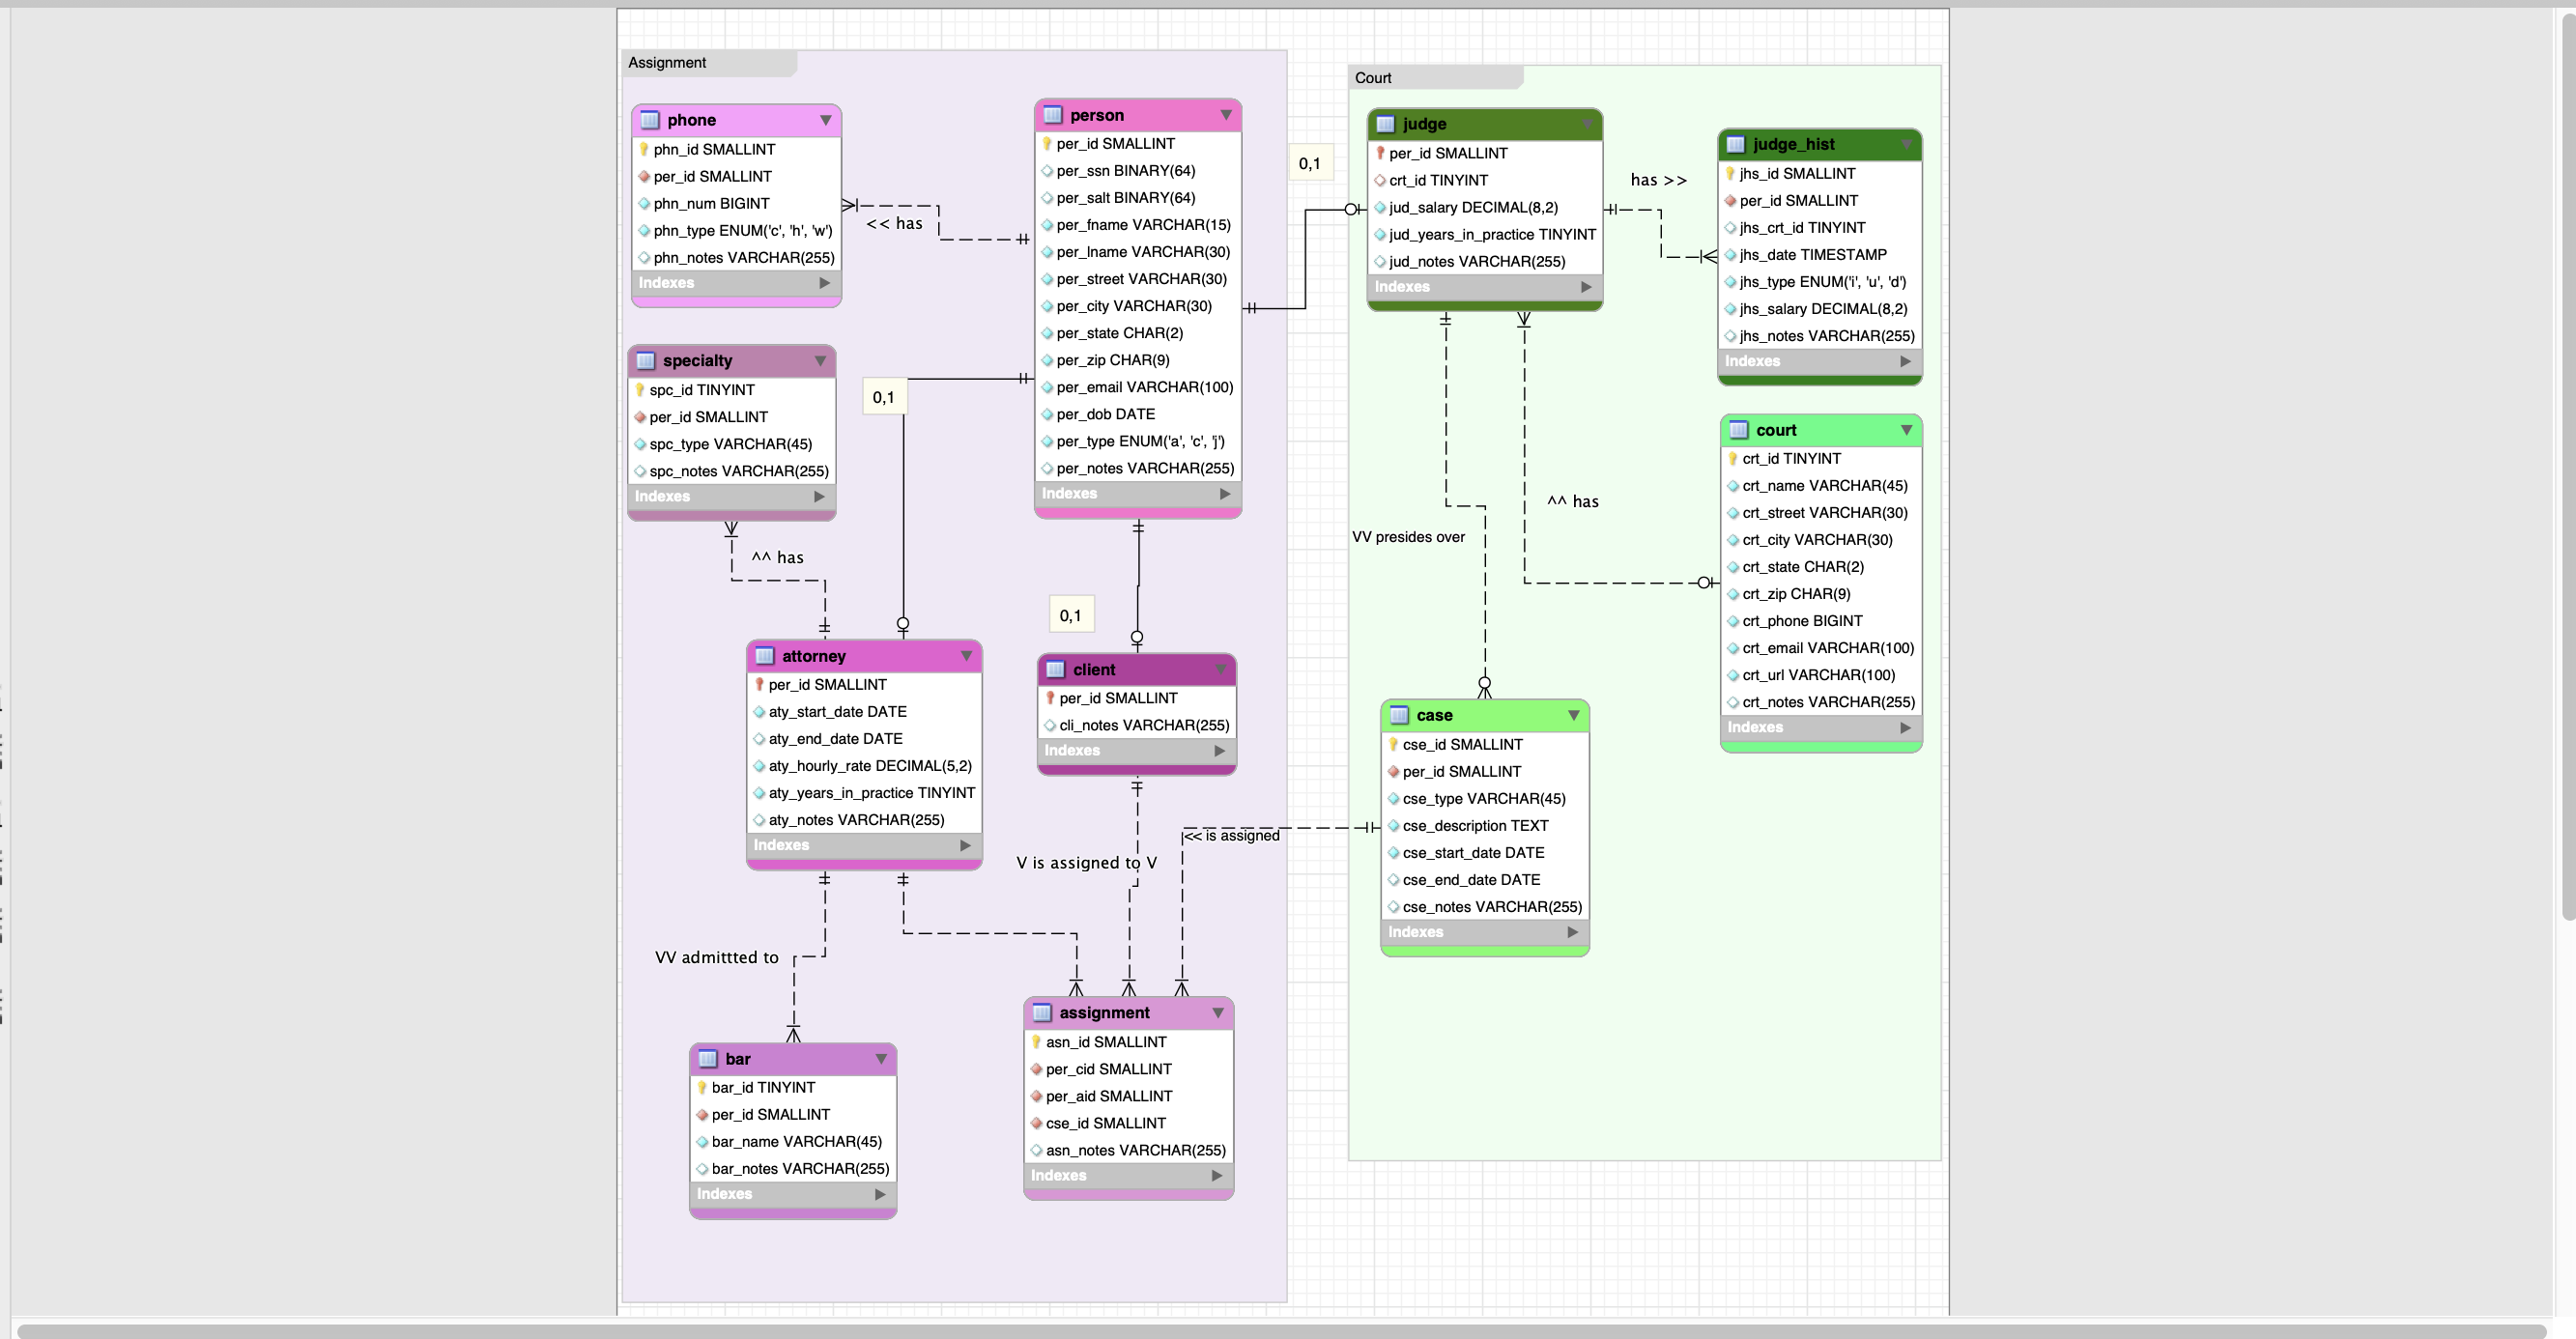 Assignment
phone
phn_id SMALLINT
per_id SMALLINT
phn_num BIGINT
phn_type ENUM('c', 'h', 'w')
phn_notes VARCHAR(255)
Indexes
<< has
person
per_id SMALLINT
per_ssn BINARY(64)
per_salt BINARY(64)
per_fname VARCHAR(15)
per_lname VARCHAR(30)
per_street VARCHAR(30)
per_city VARCHAR(30)
per_state CHAR(2)
per_zip CHAR(9)
per_email VARCHAR(100)
per_dob DATE
per_type ENUM('a', 'c', 'j')
per_notes VARCHAR(255)
Indexes
0,1
specialty
spc_id TINYINT
per_id SMALLINT
spc_type VARCHAR(45)
spc_notes VARCHAR(255)
Indexes
0,1
^^ has
0,1
attorney
per_id SMALLINT
aty_start_date DATE
aty_end_date DATE
aty_hourly_rate DECIMAL(5,2)
aty_years_in_practice TINYINT
aty_notes VARCHAR(255)
Indexes
client
per_id SMALLINT
cli_notes VARCHAR(255)
Indexes
<< is assigned
V is assigned to V
VV admittted to
bar
bar_id TINYINT
per_id SMALLINT
bar_name VARCHAR(45)
bar_notes VARCHAR(255)
Indexes
assignment
asn_id SMALLINT
per_cid SMALLINT
per_aid SMALLINT
cse_id SMALLINT
asn_notes VARCHAR(255)
Indexes
Court
judge
per_id SMALLINT
crt_id TINYINT
jud_salary DECIMAL(8,2)
jud_years_in_practice TINYINT
jud_notes VARCHAR(255)
Indexes
has >>
judge_hist
jhs_id SMALLINT
per_id SMALLINT
jhs_crt_id TINYINT
jhs_date TIMESTAMP
jhs_type ENUM('i', 'u', 'd')
jhs_salary DECIMAL(8,2)
jhs_notes VARCHAR(255)
Indexes
court
crt_id TINYINT
crt_name VARCHAR(45)
crt_street VARCHAR(30)
crt_city VARCHAR(30)
crt_state CHAR(2)
crt_zip CHAR(9)
crt_phone BIGINT
crt_email VARCHAR(100)
crt_url VARCHAR(100)
crt_notes VARCHAR(255)
Indexes
^^ has
VV presides over
case
cse_id SMALLINT
per_id SMALLINT
cse_type VARCHAR(45)
cse_description TEXT
cse_start_date DATE
cse_end_date DATE
cse_notes VARCHAR(255)
Indexes